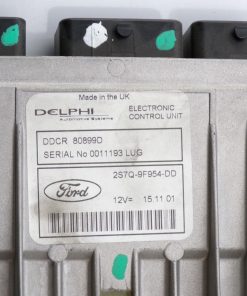 Made in the UK
DELPHI
Automotive Systems
ELECTRONIC
CONTROL UNIT
DDCR 80899D
SERIAL No 0011193 LUG
Ford
2S7Q-9F954-DD
12V= 15.11 01